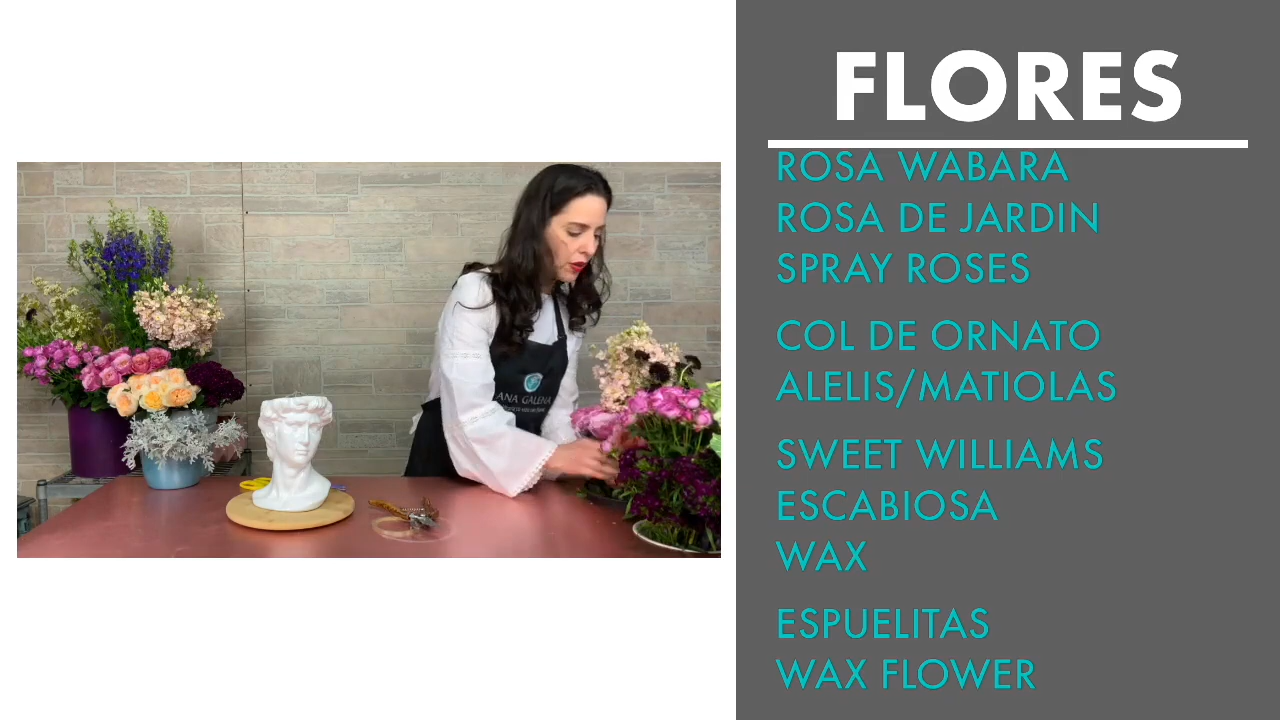 FLORES
ROSA WABARA
ROSA DE JARDIN
SPRAY ROSES
COL DE ORNATO
ALELIS/MATIOLAS
SWEET WILLIAMS
ESCABIOSA
WAX
ESPUELITAS
WAX FLOWER
ANA GALENA